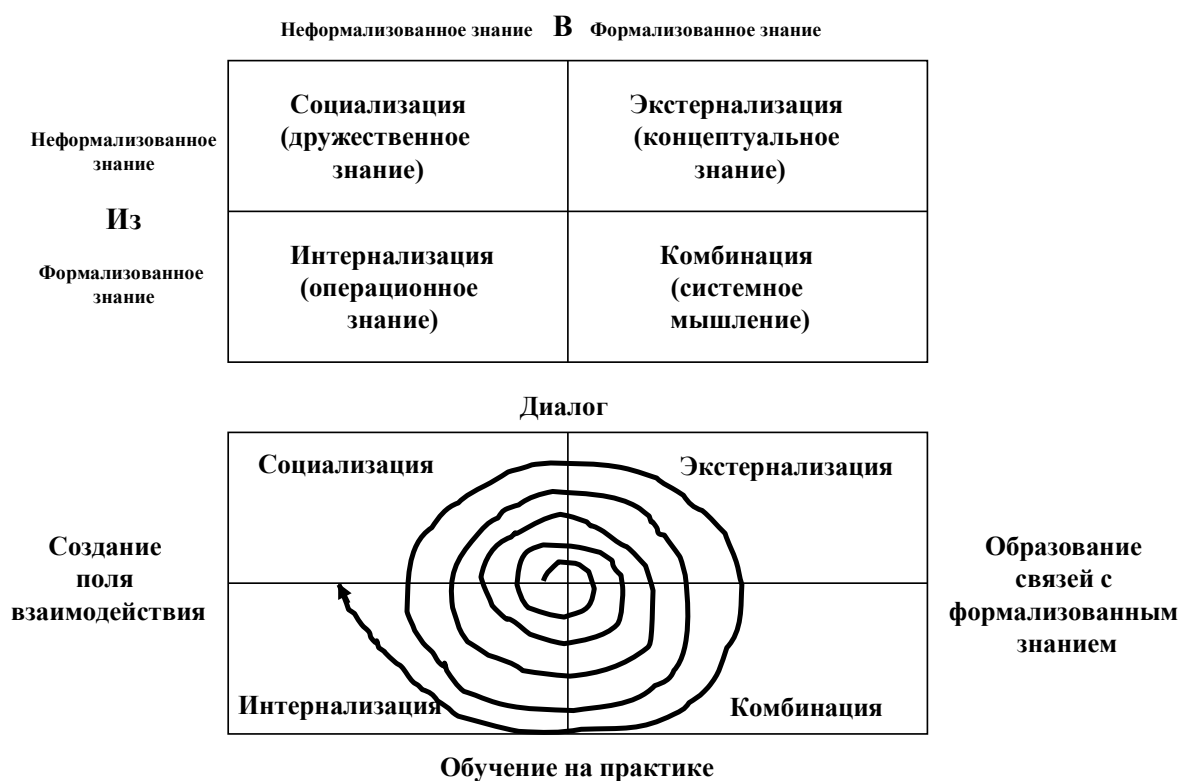 Неформализованное знание В Формализованное знание
Социализация
(дружественное
знание)
Экстернализация
(концептуальное
знание)
Неформализованное
знание
Из
Формализованное
знание
Интернализация
(операционное
знание)
Комбинация
(системное
мышление)
Диалог
Социализация
Экстернализация
Создание
поля
взаимодействия
Образование
связей с
формализованным
знанием
Интернализация
Комбинация
Обучение на практике